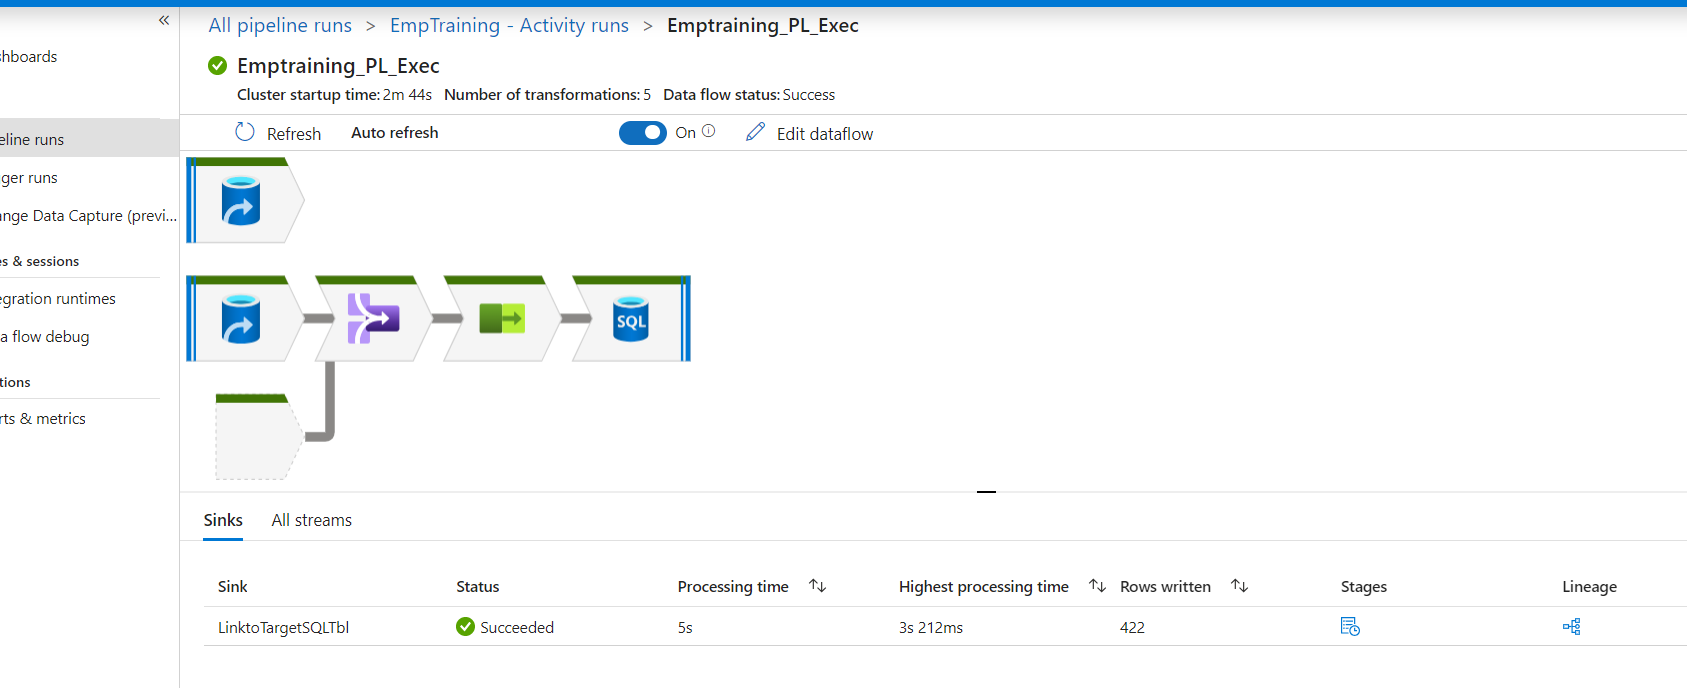 «
All pipeline runs > EmpTraining - Activity runs > Emptraining_PL_Exec
hboards
Emptraining_PL_Exec
Cluster startup time: 2m 44s Number of transformations: 5 Data flow status: Success
eline runs
Refresh Auto refresh On Edit dataflow
ger runs
ange Data Capture (previ...
SQL
es & sessions
egration runtimes
a flow debug
tions
rts & metrics
Sinks All streams
Sink Status Processing time Highest processing time Rows written Stages Lineage
LinktoTargetSQLTbl Succeeded 5s 3s 212ms 422